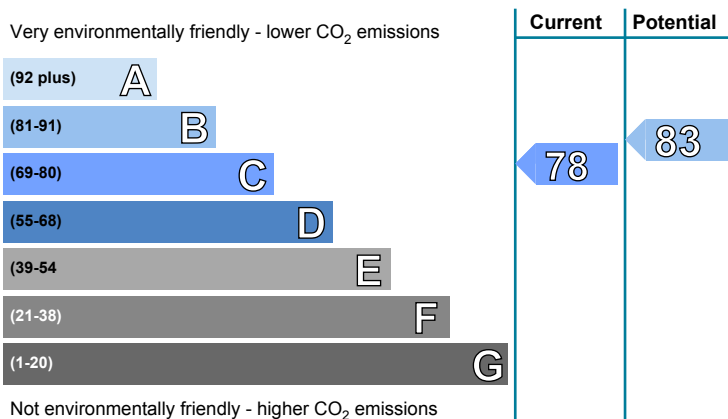 Current Potential
Very environmentally friendly - lower CO2 emissions
(92 plus) A
(81-91) B
(69-80) C
(55-68) D
(39-54 E
(21-38) F
(1-20) G
78
83
Not environmentally friendly - higher CO2 emissions